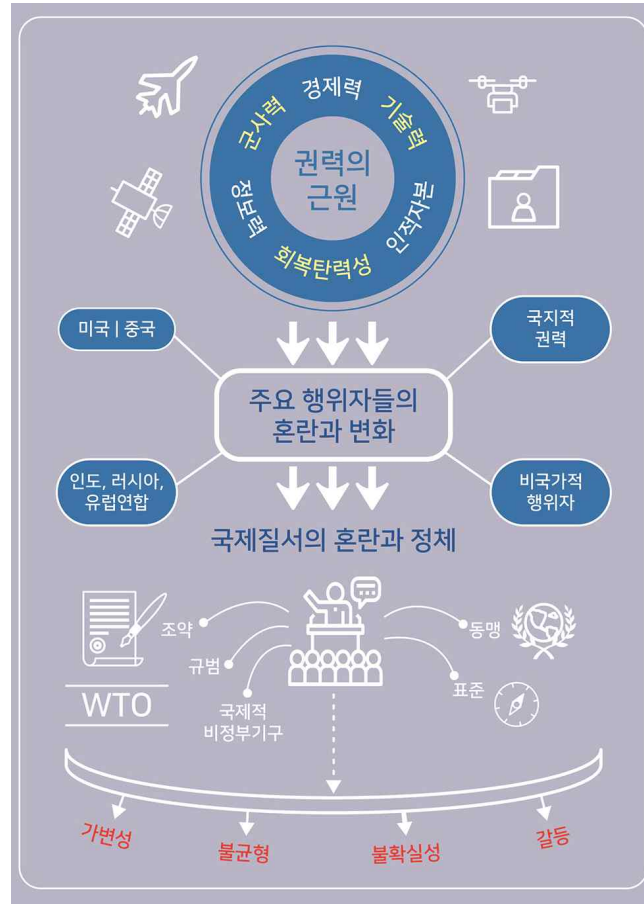 경제력
군사력
기술력
권력의
근원
정보력
인적자본
회복탄력성
미국 | 중국
국지적
권력
주요 행위자들의
혼란과 변화
인도, 러시아,
유럽연합
비국가적
행위자
국제질서의 혼란과 정체
조약
동맹
규범
표준
WTO
국제적
비정부기구
가변성
불균형
불확실성
갈등